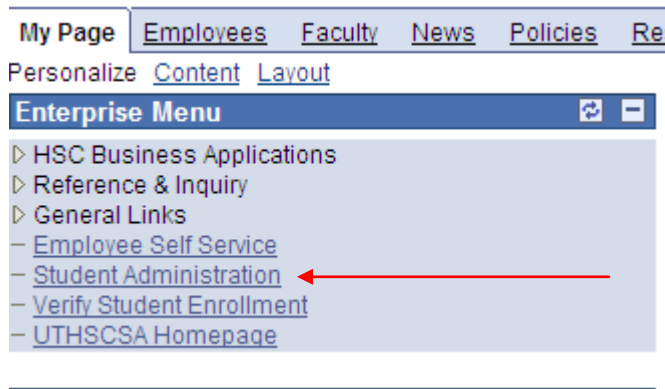 My Page Employees Faculty News Policies Re
Personalize Content Layout
Enterprise Menu
HSC Business Applications
Reference & Inquiry
General Links
Employee Self Service
Student Administration
Verify Student Enrollment
UTHSCSA Homepage